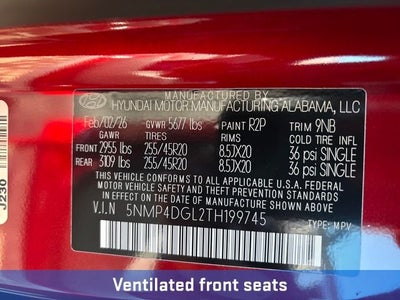 MANUFACTURED BY
HYUNDAI MOTOR MANUFACTURING ALABAMA, LLC
Feb/02/26 GVWR 5677 lbs PAINT R2P TRIM 9NB
GAWR TIRES RIMS COLD TIRE INFL
FRONT 2955 lbs 255/45R20 8.5JX20 36 psi SINGLE
REAR 3109 lbs 255/45R20 8.5JX20 36 psi SINGLE
THIS VEHICLE CONFORMS TO ALL APPLICABLE FEDERAL
MOTOR VEHICLE SAFETY STANDARDS IN EFFECT ON THE
DATE OF MANUFACTURE SHOWN ABOVE.
V.I.N 5NMP4DGL2TH199745 TYPE: MPV
J230
Ventilated front seats